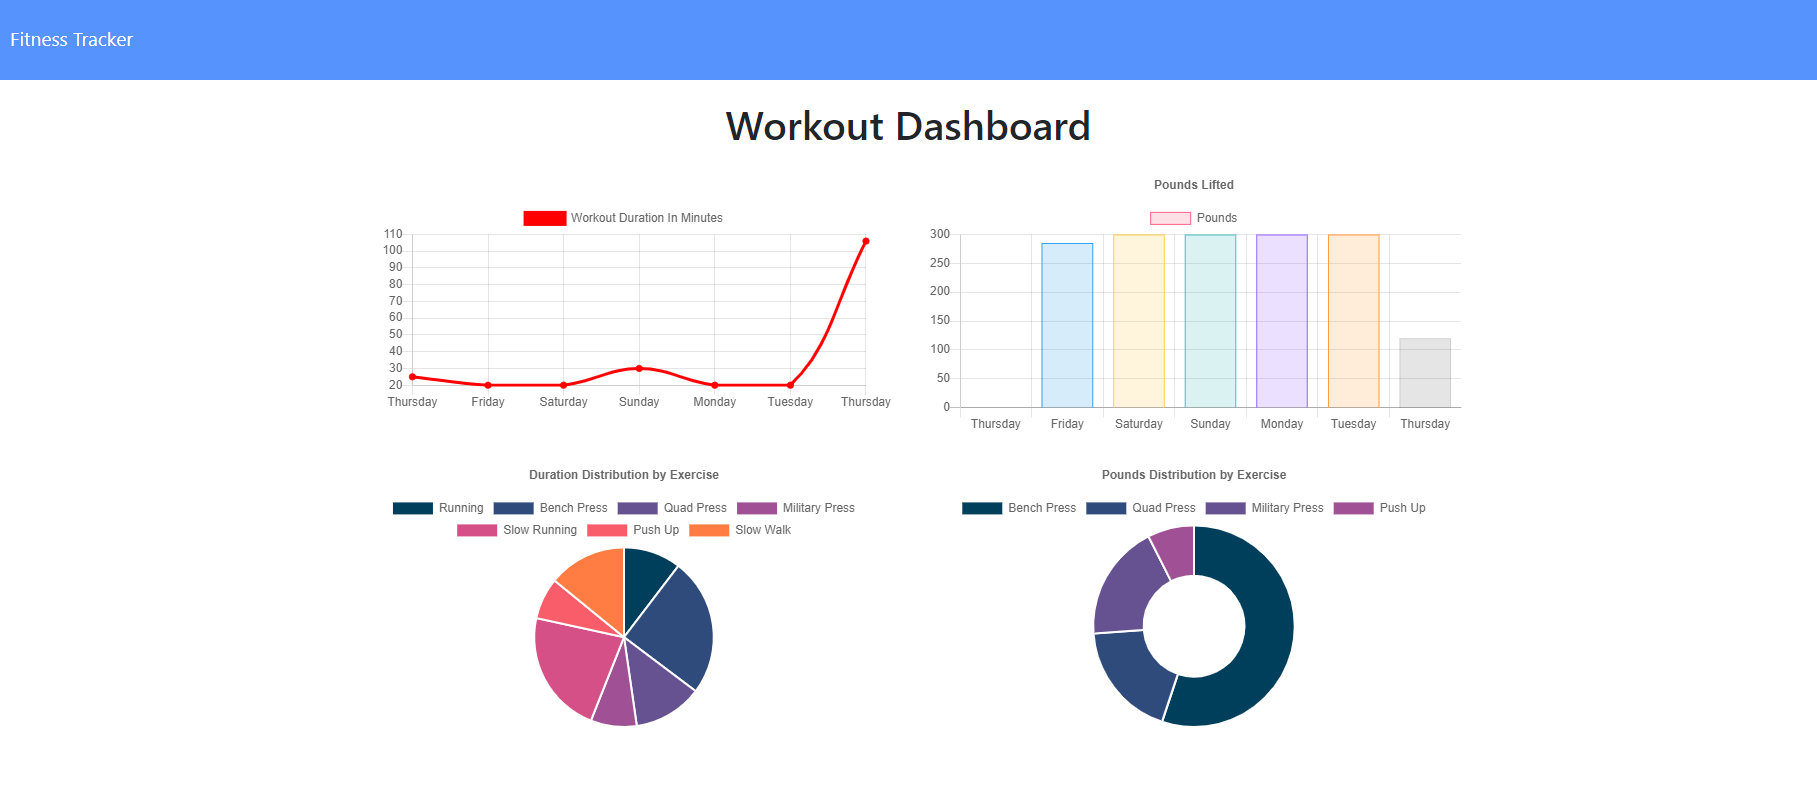 Fitness Tracker
Workout Dashboard
Workout Duration In Minutes
110
100
90
80
70
60
50
40
30
20
Thursday Friday Saturday Sunday Monday Tuesday Thursday
Pounds Lifted
Pounds
300
250
200
150
100
50
0
Thursday Friday Saturday Sunday Monday Tuesday Thursday
Duration Distribution by Exercise
Running Bench Press Quad Press Military Press
Slow Running Push Up Slow Walk
Pounds Distribution by Exercise
Bench Press Quad Press Military Press Push Up